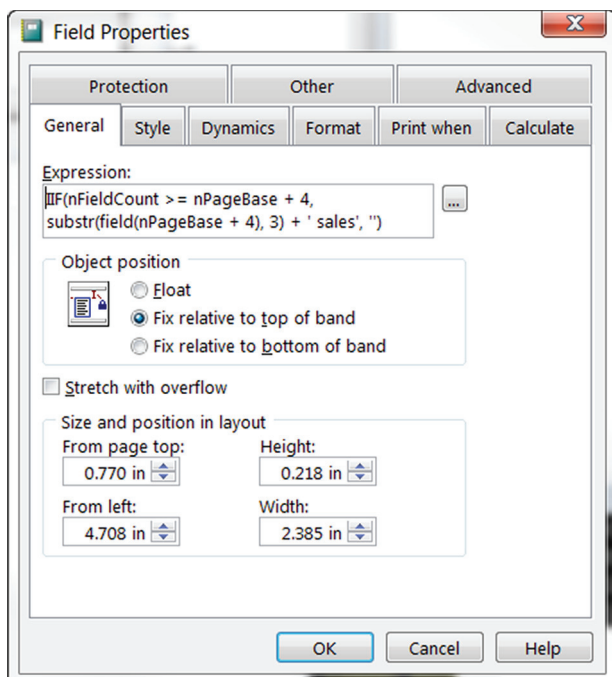 Field Properties
Protection Other Advanced
General Style Dynamics Format Print when Calculate
Expression:
IIF(nFieldCount >= nPageBase + 4,
substr(field(nPageBase + 4), 3) + ' sales', '')
...
Object position
Float
Fix relative to top of band
Fix relative to bottom of band
Stretch with overflow
Size and position in layout
From page top: Height:
0.770 in 0.218 in
From left: Width:
4.708 in 2.385 in
OK Cancel Help